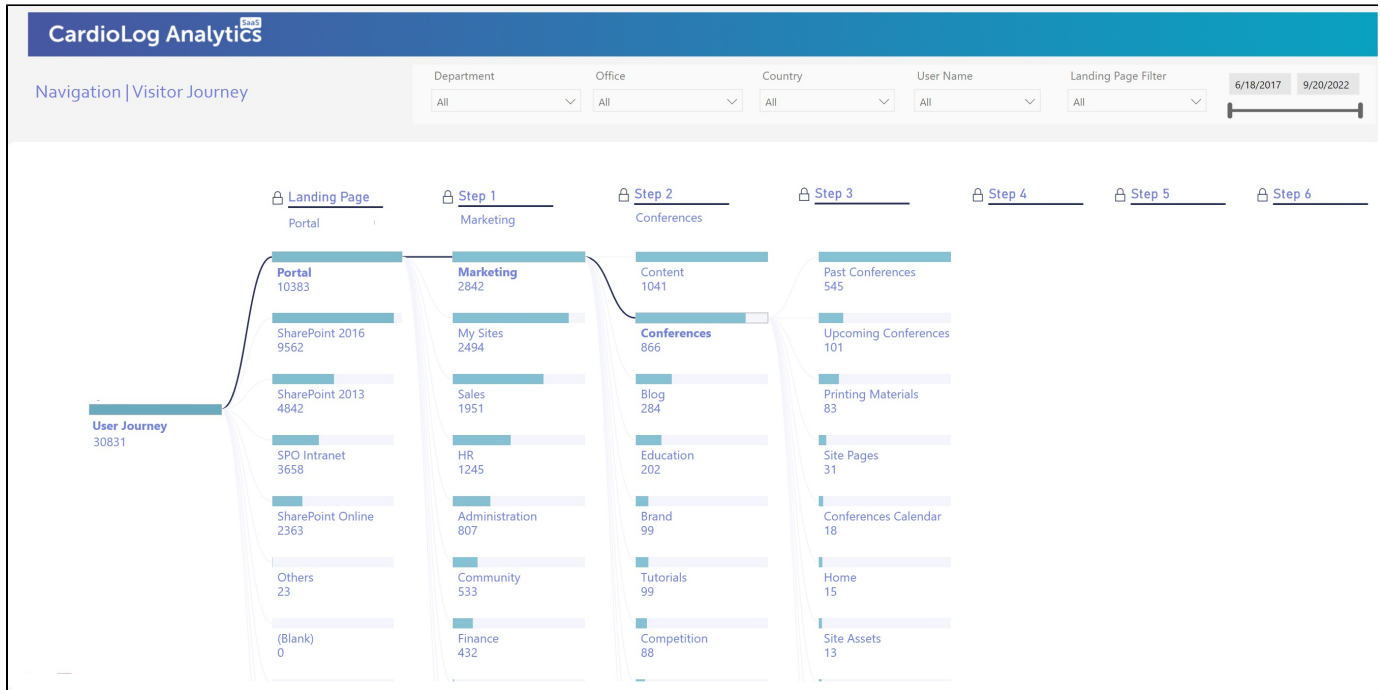 CardioLog Analytics SaaS
Navigation | Visitor Journey
Department
All
Office
All
Country
All
User Name
All
Landing Page Filter
All
6/18/2017 9/20/2022
Landing Page
Portal
Step 1
Marketing
Step 2
Conferences
Step 3
Step 4
Step 5
Step 6
User Journey
30831
Portal
10383
SharePoint 2016
9562
SharePoint 2013
4842
SPO Intranet
3658
SharePoint Online
2363
Others
23
(Blank)
0
Marketing
2842
My Sites
2494
Sales
1951
HR
1245
Administration
807
Community
533
Finance
432
Content
1041
Conferences
866
Blog
284
Education
202
Brand
99
Tutorials
99
Competition
88
Past Conferences
545
Upcoming Conferences
101
Printing Materials
83
Site Pages
31
Conferences Calendar
18
Home
15
Site Assets
13